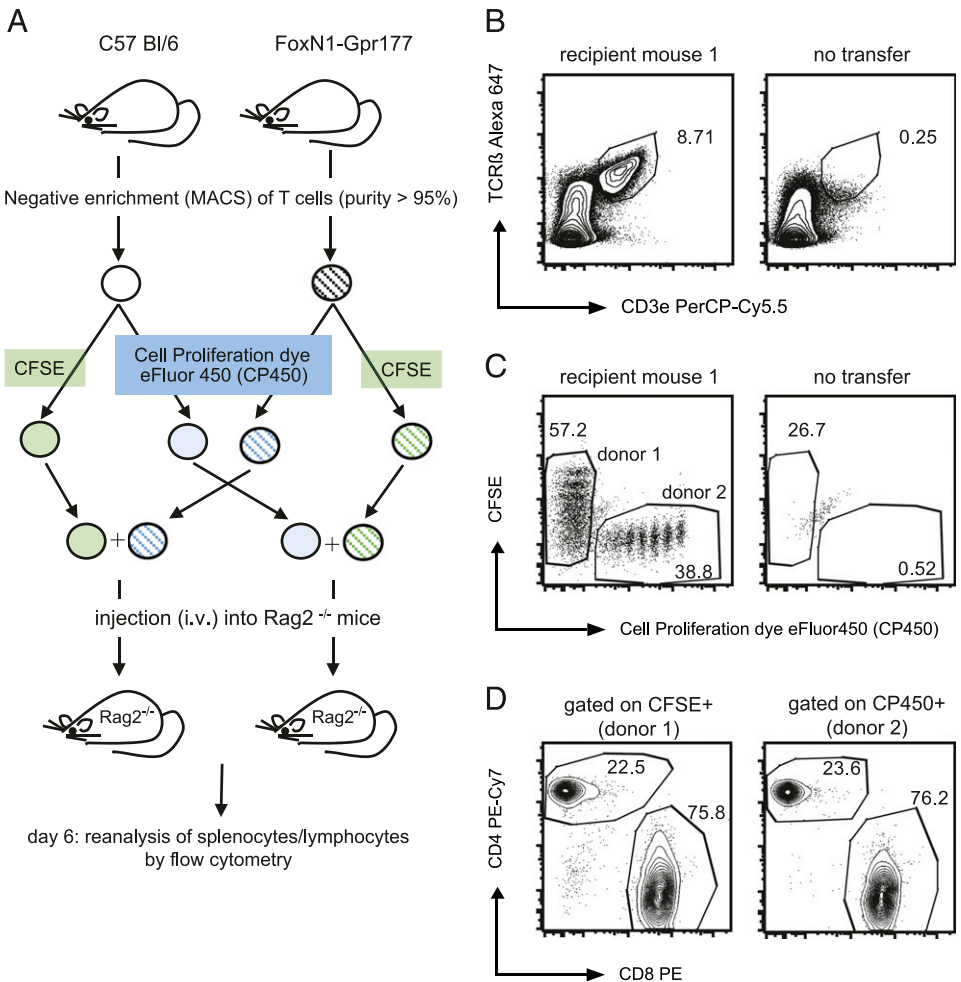 A
C57 Bl/6
FoxN1-Gpr177
Negative enrichment (MACS) of T cells (purity > 95%)
CFSE
Cell Proliferation dye
eFluor 450 (CP450)
CFSE
+
+
injection (i.v.) into Rag2 -/- mice
Rag2-/-
Rag2-/-
day 6: reanalysis of splenocytes/lymphocytes
by flow cytometry
B
recipient mouse 1
no transfer
TCRß Alexa 647
8.71
0.25
CD3e PerCP-Cy5.5
C
recipient mouse 1
no transfer
CFSE
57.2
donor 1
donor 2
38.8
26.7
0.52
Cell Proliferation dye eFluor450 (CP450)
D
gated on CFSE+
(donor 1)
gated on CP450+
(donor 2)
CD4 PE-Cy7
22.5
75.8
23.6
76.2
CD8 PE